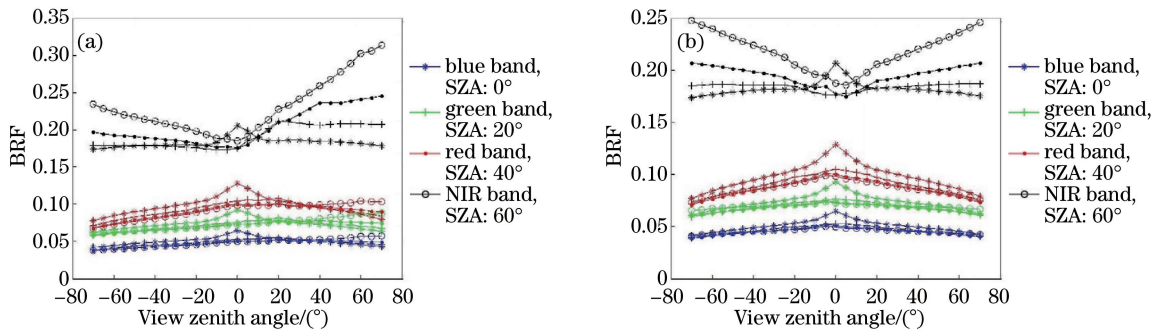 (a)
BRF
0.35
0.30
0.25
0.20
0.15
0.10
0.05
0
−80 −60 −40 −20 0 20 40 60 80
View zenith angle/(°)
blue band,
SZA: 0°
green band,
SZA: 20°
red band,
SZA: 40°
NIR band,
SZA: 60°
(b)
BRF
0.25
0.20
0.15
0.10
0.05
0.00
−80 −60 −40 −20 0 20 40 60 80
View zenith angle/(°)
blue band,
SZA: 0°
green band,
SZA: 20°
red band,
SZA: 40°
NIR band,
SZA: 60°